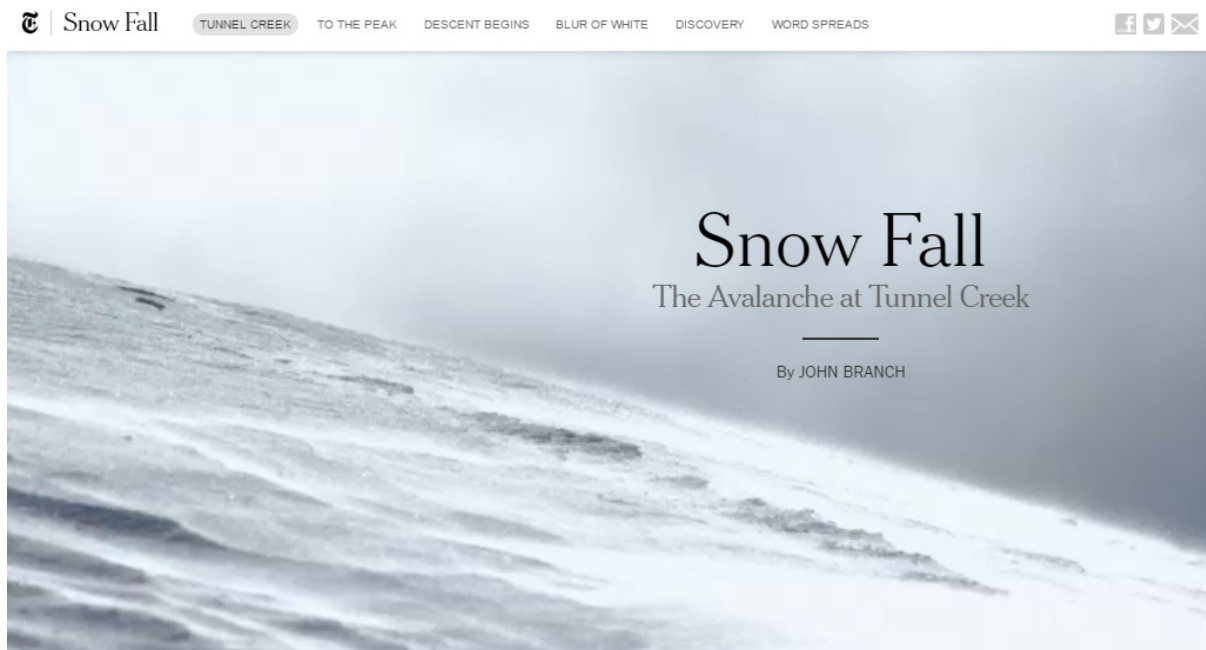 T Snow Fall TUNNEL CREEK TO THE PEAK DESCENT BEGINS BLUR OF WHITE DISCOVERY WORD SPREADS
Snow Fall
The Avalanche at Tunnel Creek
By JOHN BRANCH